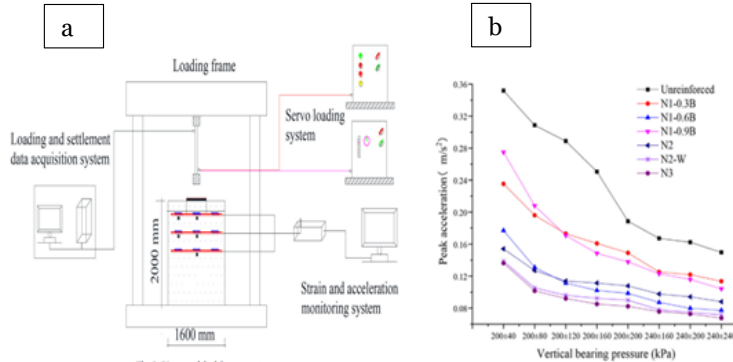 a
Loading frame
Servo loading
system
Loading and settlement
data acquisition system
2000 mm
Strain and acceleration
monitoring system
1600 mm
b
Peak acceleration( m/s²)
0.36
0.32
0.28
0.24
0.20
0.16
0.12
0.08
Unreinforced
N1-0.3B
N1-0.6B
N1-0.9B
N2
N2-W
N3
200±40 200±80 200±120 200±160 200±200 240±160 240±200 240±240
Vertical bearing pressure (kPa)